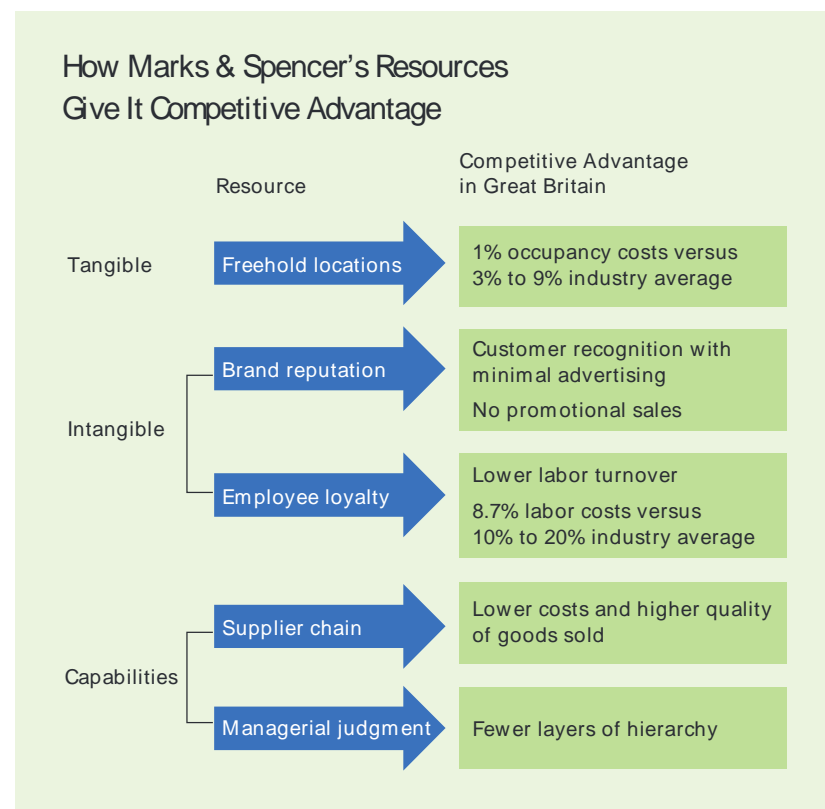 How Marks & Spencer's Resources
Give It Competitive Advantage
Resource
Competitive Advantage
in Great Britain
Tangible
Freehold locations
1% occupancy costs versus
3% to 9% industry average
Intangible
Brand reputation
Customer recognition with
minimal advertising
No promotional sales
Employee loyalty
Lower labor turnover
8.7% labor costs versus
10% to 20% industry average
Capabilities
Supplier chain
Lower costs and higher quality
of goods sold
Managerial judgment
Fewer layers of hierarchy